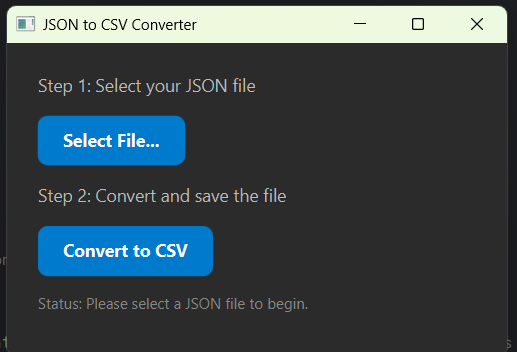 JSON to CSV Converter
Step 1: Select your JSON file
Select File...
Step 2: Convert and save the file
Convert to CSV
Status: Please select a JSON file to begin.